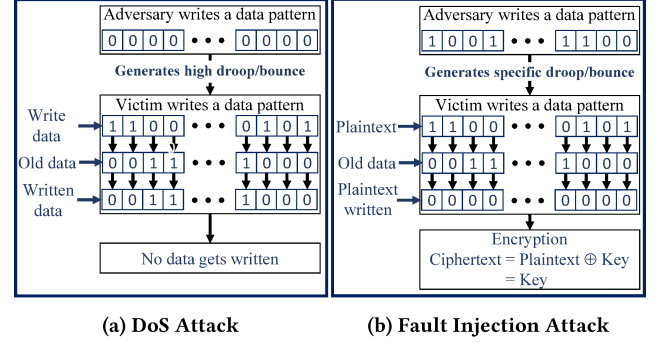 Adversary writes a data pattern
0 0 0 0 ••• 0 0 0 0
Generates high droop/bounce
Victim writes a data pattern
Write data 1 1 0 0 ••• 0 1 0 1
Old data 0 0 1 1 ••• 1 0 0 0
Written data 0 0 1 1 ••• 1 0 0 0
No data gets written
(a) DoS Attack
Adversary writes a data pattern
1 0 0 1 ••• 1 1 0 0
Generates specific droop/bounce
Victim writes a data pattern
Plaintext 1 1 0 0 ••• 0 1 0 1
Old data 0 0 1 1 ••• 1 0 0 0
Plaintext written 0 0 0 0 ••• 0 0 0 0
Encryption
Ciphertext = Plaintext ⊕ Key
= Key
(b) Fault Injection Attack